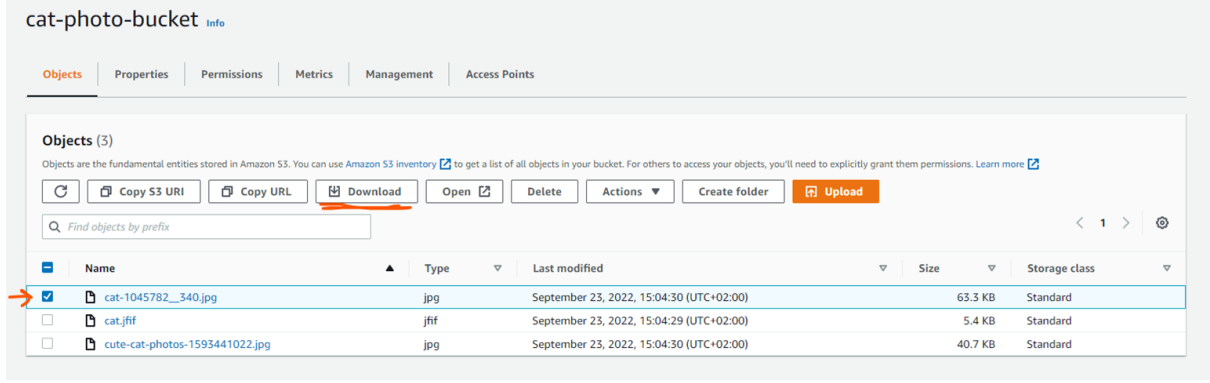 cat-photo-bucket Info
Objects Properties Permissions Metrics Management Access Points
Objects (3)
Objects are the fundamental entities stored in Amazon S3. You can use Amazon S3 inventory to get a list of all objects in your bucket. For others to access your objects, you'll need to explicitly grant them permissions. Learn more
Copy S3 URI Copy URL Download Open Delete Actions Create folder Upload
Find objects by prefix 1
Name Type Last modified Size Storage class
cat-1045782__340.jpg jpg September 23, 2022, 15:04:30 (UTC+02:00) 63.3 KB Standard
cat.jfif jfif September 23, 2022, 15:04:29 (UTC+02:00) 5.4 KB Standard
cute-cat-photos-1593441022.jpg jpg September 23, 2022, 15:04:30 (UTC+02:00) 40.7 KB Standard